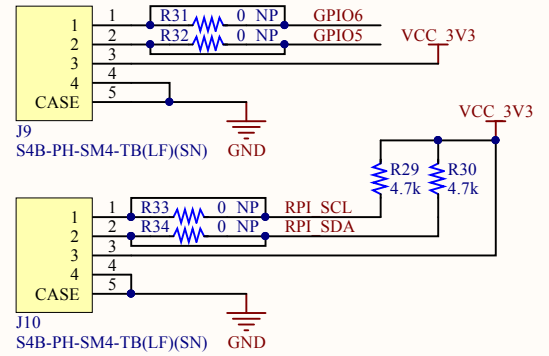 1 1 R31 0 NP GPIO6
2 2 R32 0 NP GPIO5 VCC_3V3
3 3
4 4
CASE 5
J9
S4B-PH-SM4-TB(LF)(SN) GND
VCC_3V3
R29 R30
4.7k 4.7k
1 1 R33 0 NP RPI_SCL
2 2 R34 0 NP RPI_SDA
3 3
4 4
CASE 5
J10
S4B-PH-SM4-TB(LF)(SN) GND